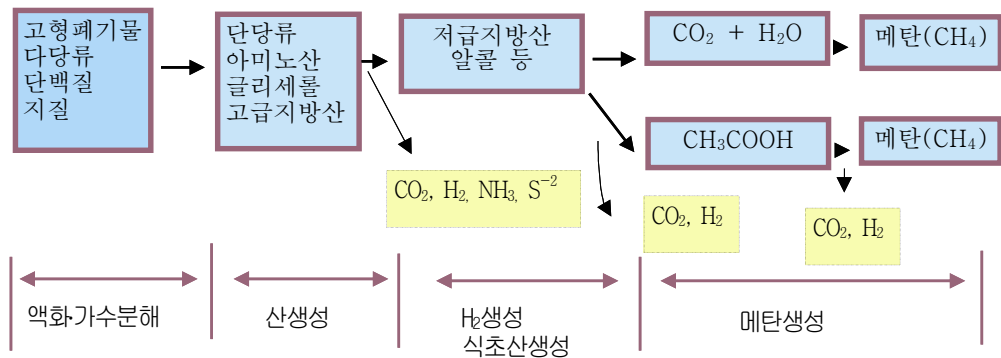 고형폐기물
다당류
단백질
지질
단당류
아미노산
글리세롤
고급지방산
저급지방산
알콜 등
CO₂ + H₂O
메탄(CH₄)
CH₃COOH
메탄(CH₄)
CO₂, H₂, NH₃, S⁻²
CO₂, H₂
CO₂, H₂
액화·가수분해
산생성
H₂생성
식초산생성
메탄생성